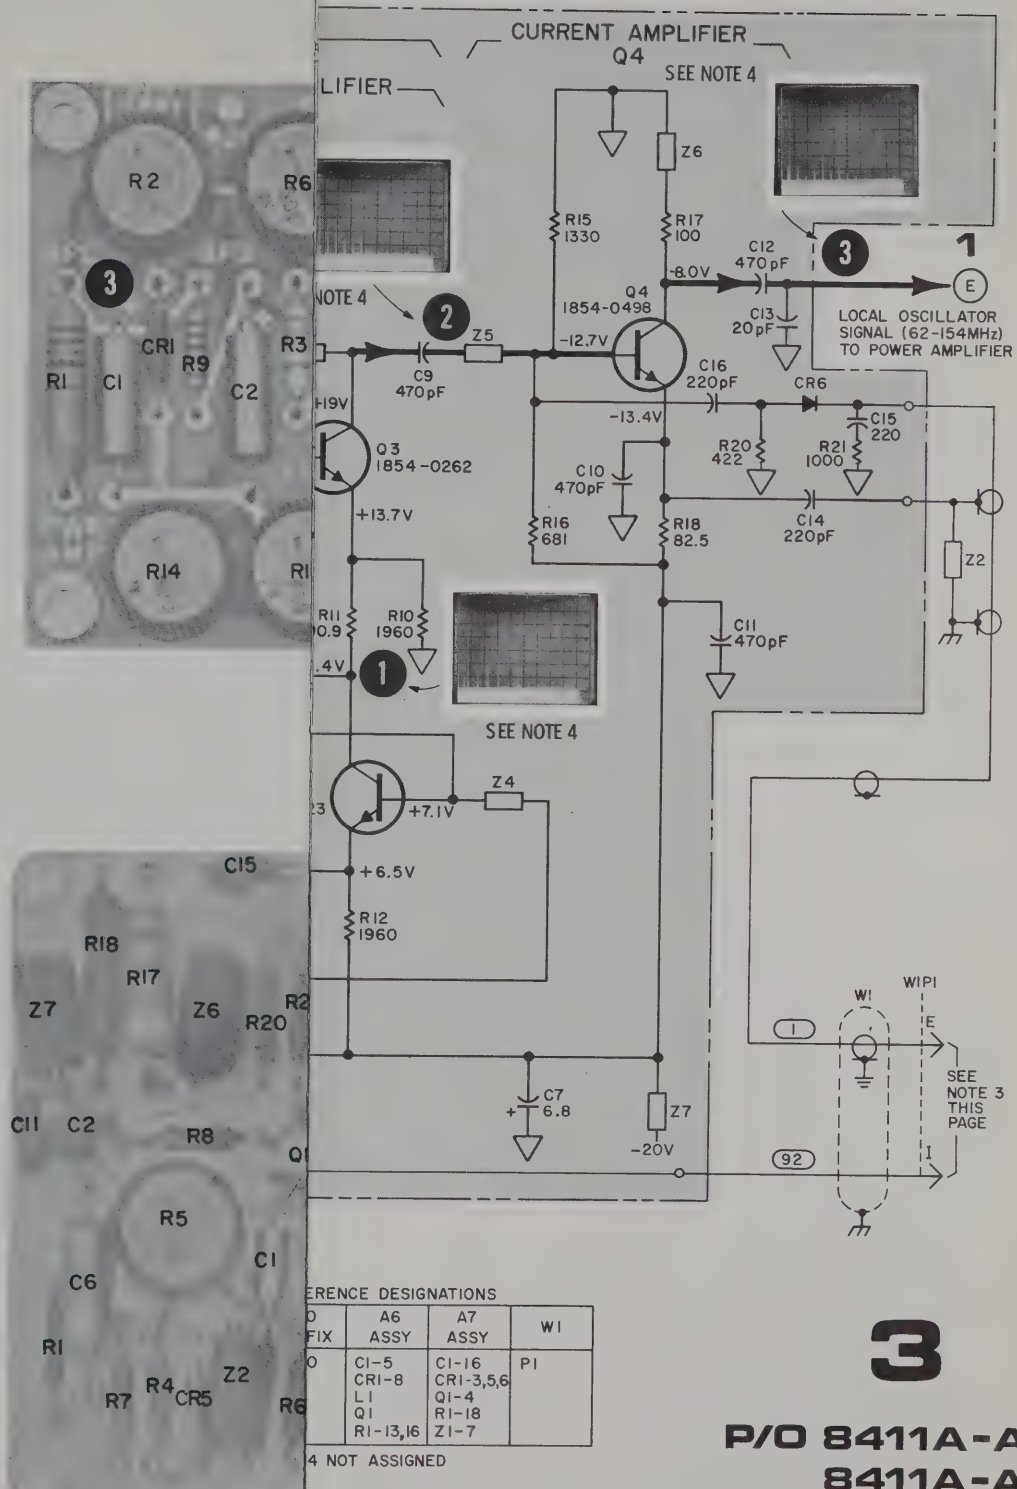 CURRENT AMPLIFIER
Q4
SEE NOTE 4
LIFIER
Z6
R2
R6
R15
1330
R17
100
C12
470pF
3
1
E
-8.0V
3
NOTE 4
2
Z5
Q4
1854-0498
C13
20pF
LOCAL OSCILLATOR
SIGNAL (62-154MHz)
TO POWER AMPLIFIER
-12.7V
R1
C1
CR1
R9
C2
R3
C9
470pF
C16
220pF
CR6
+19V
-13.4V
C15
220
Q3
1854-0262
R20
422
R21
1000
C10
470pF
+13.7V
R16
681
R18
82.5
C14
220pF
Z2
R14
R1
R11
0.9
R10
1960
C11
470pF
.4V
1
SEE NOTE 4
Z4
3
+7.1V
C15
+6.5V
R12
1960
R18
R17
Z7
Z6
R20
R2
W1
W1P1
1
E
SEE
NOTE 3
THIS
PAGE
C7
6.8
+
Z7
C11
C2
R8
-20V
Q1
92
I
R5
C1
C6
R1
R7
R4
CR5
Z2
R6
ERENCE DESIGNATIONS
O
FIX
A6
ASSY
A7
ASSY
W1
O
C1-5
CR1-8
L1
Q1
R1-13,16
C1-16
CR1-3,5,6
Q1-4
R1-18
Z1-7
P1
4 NOT ASSIGNED
3
P/O 8411A-A
8411A-A